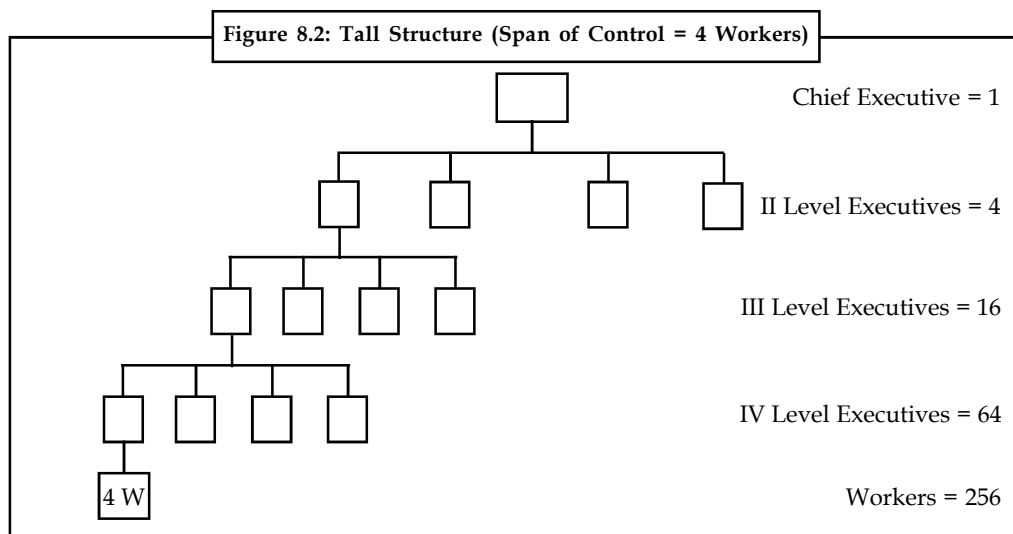 Figure 8.2: Tall Structure (Span of Control = 4 Workers)
Chief Executive = 1
II Level Executives = 4
III Level Executives = 16
IV Level Executives = 64
4 W
Workers = 256